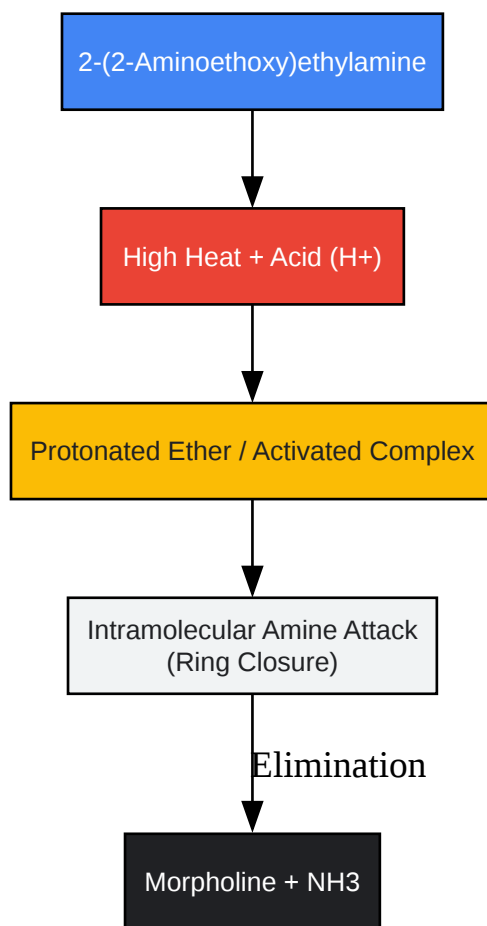 2-(2-Aminoethoxy)ethylamine
High Heat + Acid (H+)
Protonated Ether / Activated Complex
Intramolecular Amine Attack
(Ring Closure)
Elimination
Morpholine + NH3